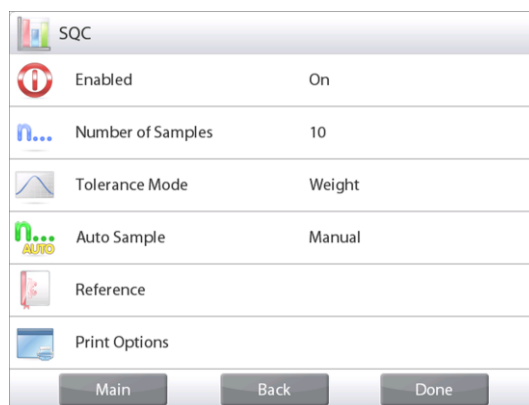 SQC
Enabled On
n... Number of Samples 10
Tolerance Mode Weight
n... AUTO Auto Sample Manual
Reference
Print Options
Main Back Done